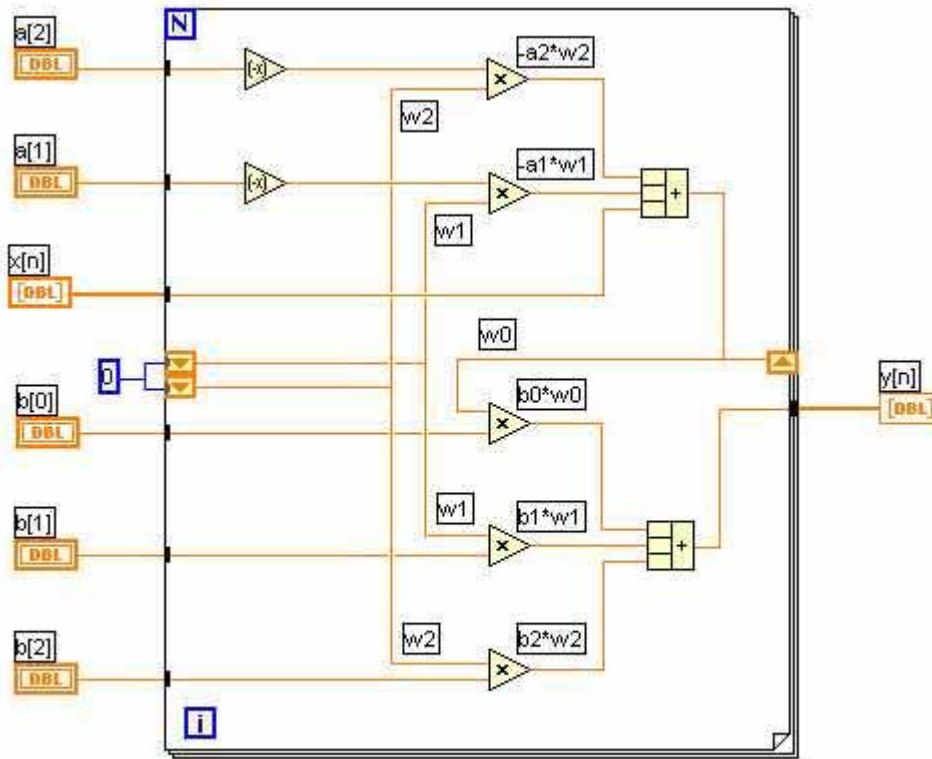 a[2]
DBL
a[1]
DBL
x[n]
[DBL]
0
b[0]
DBL
b[1]
DBL
b[2]
DBL
N
(-x)
(-x)
w2
w1
-a2*w2
×
-a1*w1
×
+
w0
b0*w0
×
w1
b1*w1
×
+
w2
b2*w2
×
i
y[n]
[DBL]